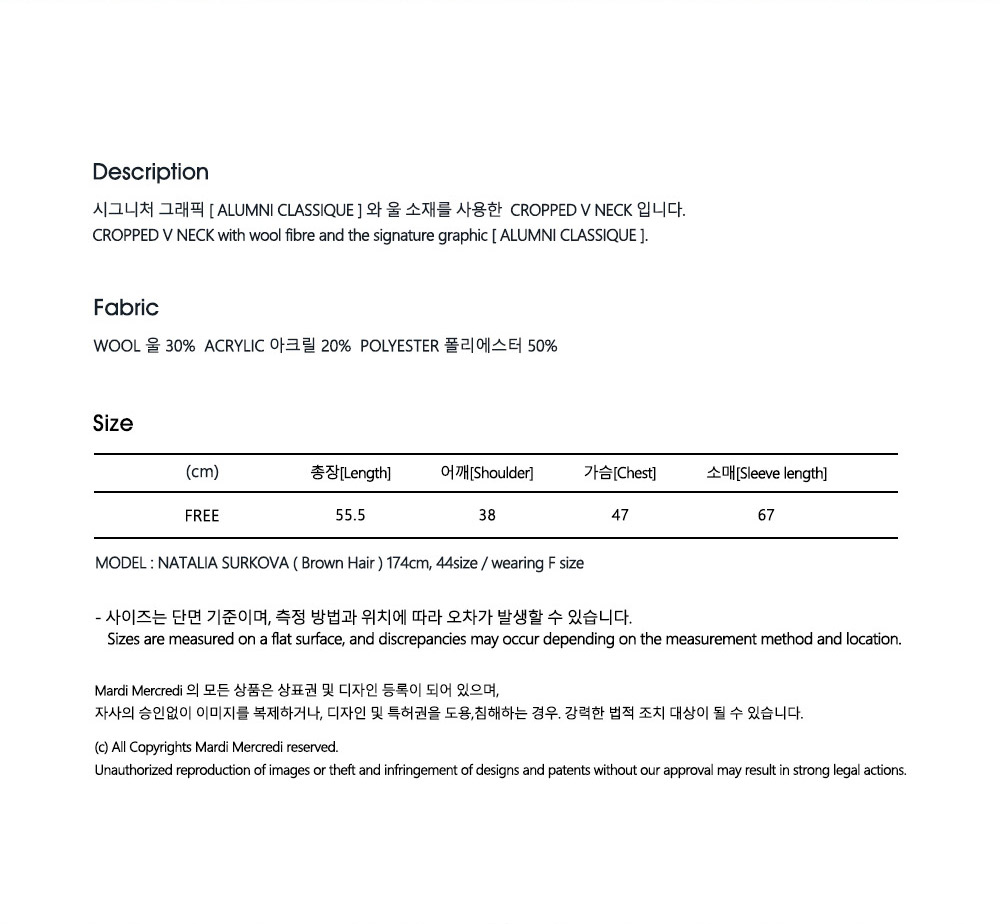 Description
시그니처 그래픽 [ ALUMNI CLASSIQUE ] 와 울 소재를 사용한 CROPPED V NECK 입니다.
CROPPED V NECK with wool fibre and the signature graphic [ ALUMNI CLASSIQUE ].
Fabric
WOOL 울 30% ACRYLIC 아크릴 20% POLYESTER 폴리에스터 50%
Size
(cm) 총장[Length] 어깨[Shoulder] 가슴[Chest] 소매[Sleeve length]
FREE 55.5 38 47 67
MODEL : NATALIA SURKOVA ( Brown Hair ) 174cm, 44size / wearing F size
- 사이즈는 단면 기준이며, 측정 방법과 위치에 따라 오차가 발생할 수 있습니다.
Sizes are measured on a flat surface, and discrepancies may occur depending on the measurement method and location.
Mardi Mercredi 의 모든 상품은 상표권 및 디자인 등록이 되어 있으며,
자사의 승인없이 이미지를 복제하거나, 디자인 및 특허권을 도용,침해하는 경우. 강력한 법적 조치 대상이 될 수 있습니다.
(c) All Copyrights Mardi Mercredi reserved.
Unauthorized reproduction of images or theft and infringement of designs and patents without our approval may result in strong legal actions.